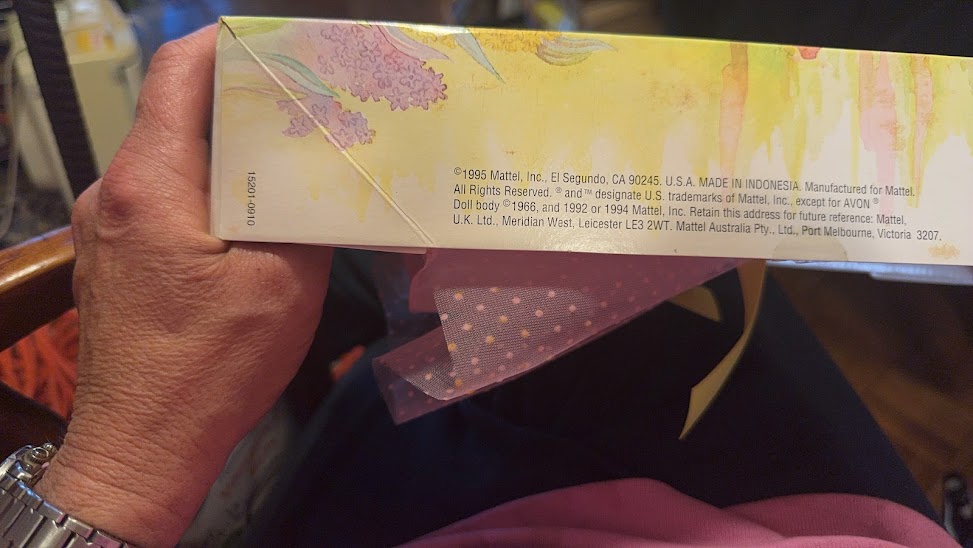 ©1995 Mattel, Inc., El Segundo, CA 90245. U.S.A. MADE IN INDONESIA. Manufactured for Mattel.
All Rights Reserved. ® and ™ designate U.S. trademarks of Mattel, Inc., except for AVON®
Doll body ©1966, and 1992 or 1994 Mattel, Inc. Retain this address for future reference: Mattel,
U.K. Ltd., Meridian West, Leicester LE3 2WT. Mattel Australia Pty., Ltd., Port Melbourne, Victoria 3207.
15201-0910